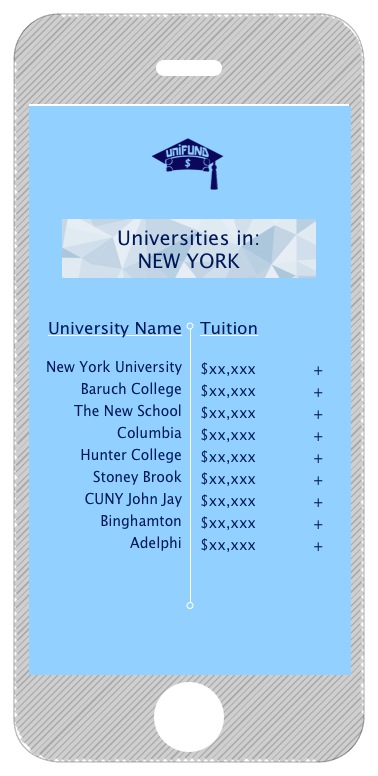 UNIFUND
$
Universities in:
NEW YORK
University Name Tuition
New York University $xx,xxx +
Baruch College $xx,xxx +
The New School $xx,xxx +
Columbia $xx,xxx +
Hunter College $xx,xxx +
Stoney Brook $xx,xxx +
CUNY John Jay $xx,xxx +
Binghamton $xx,xxx +
Adelphi $xx,xxx +